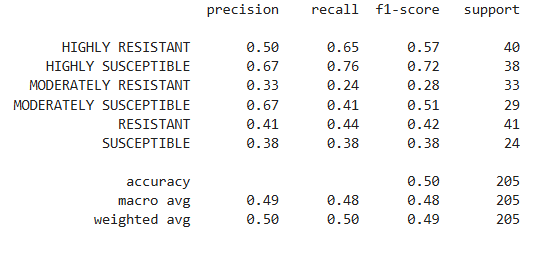 precision recall f1-score support
HIGHLY RESISTANT 0.50 0.65 0.57 40
HIGHLY SUSCEPTIBLE 0.67 0.76 0.72 38
MODERATELY RESISTANT 0.33 0.24 0.28 33
MODERATELY SUSCEPTIBLE 0.67 0.41 0.51 29
RESISTANT 0.41 0.44 0.42 41
SUSCEPTIBLE 0.38 0.38 0.38 24
accuracy 0.50 205
macro avg 0.49 0.48 0.48 205
weighted avg 0.50 0.50 0.49 205